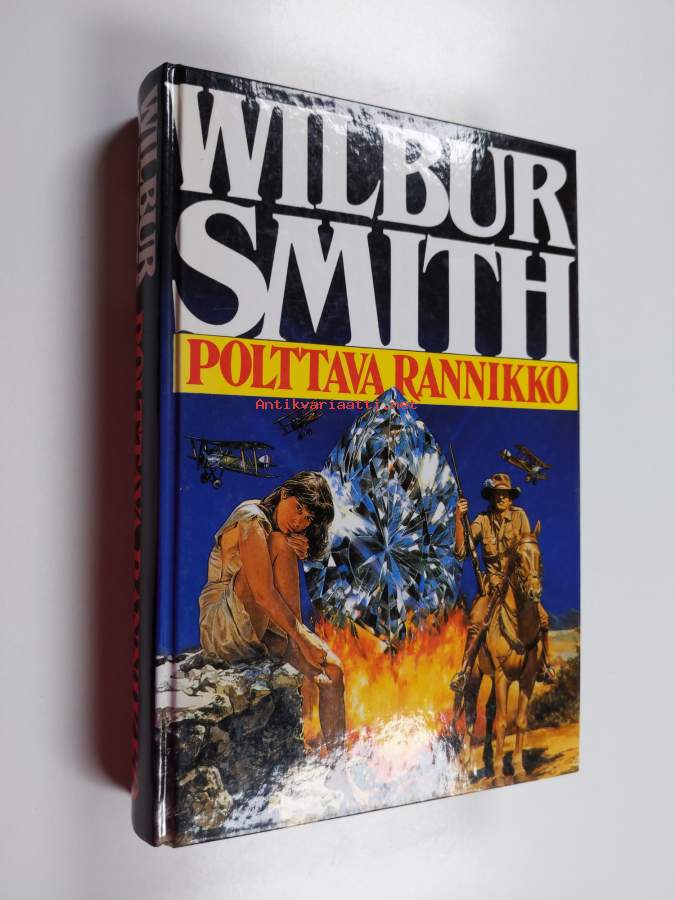 WILBUR
SMITH
POLTTAVA RANNIKKO
Antikvariaatti.net
WILBUR
POLTTAVA RANNIKKO